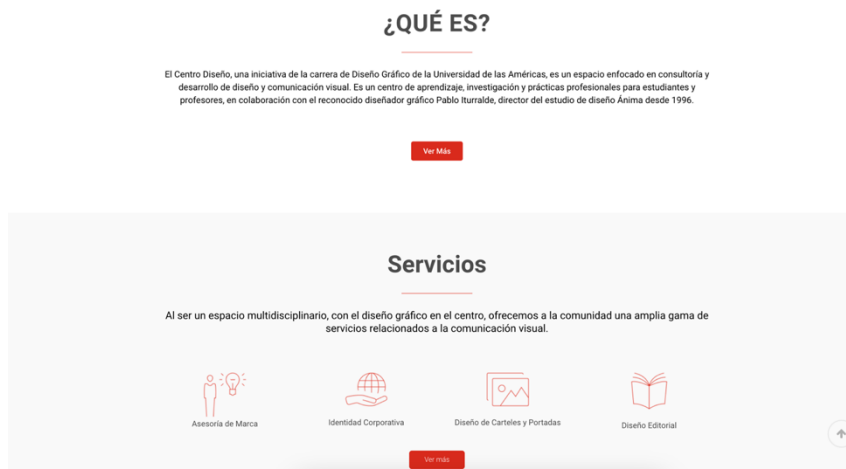 ¿QUÉ ES?
El Centro Diseño, una iniciativa de la carrera de Diseño Gráfico de la Universidad de las Américas, es un espacio enfocado en consultoría y
desarrollo de diseño y comunicación visual. Es un centro de aprendizaje, investigación y prácticas profesionales para estudiantes y
profesores, en colaboración con el reconocido diseñador gráfico Pablo Iturralde, director del estudio de diseño Ánima desde 1996.
Ver Más
Servicios
Al ser un espacio multidisciplinario, con el diseño gráfico en el centro, ofrecemos a la comunidad una amplia gama de
servicios relacionados a la comunicación visual.
Asesoría de Marca
Identidad Corporativa
Diseño de Carteles y Portadas
Diseño Editorial
Ver más